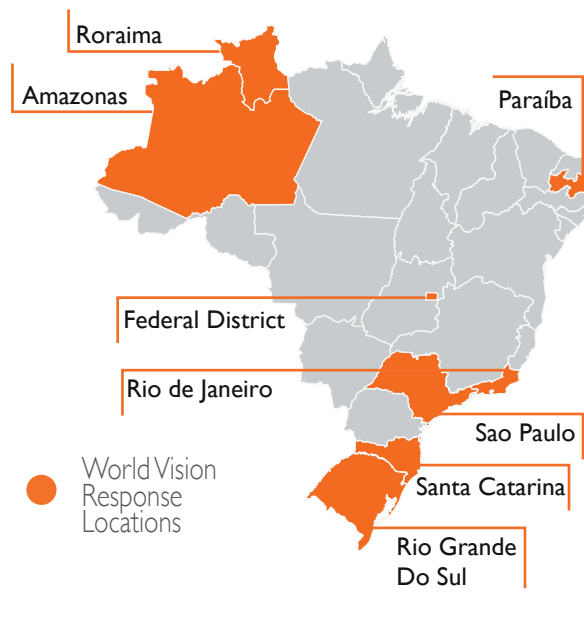 Roraima
Amazonas
Paraíba
Federal District
Rio de Janeiro
Sao Paulo
World Vision
Response
Locations
Santa Catarina
Rio Grande
Do Sul